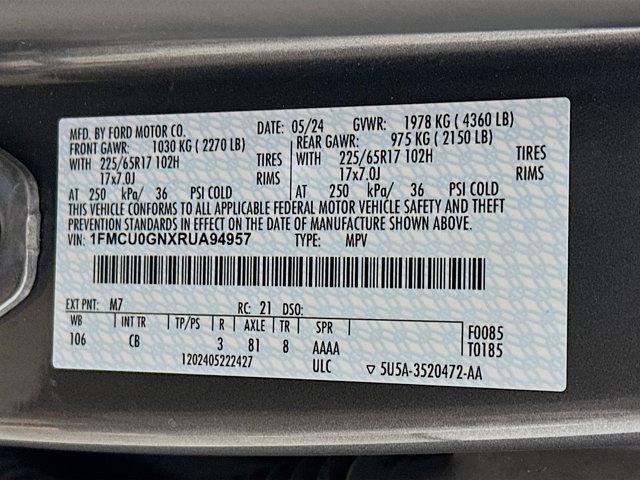 MFD. BY FORD MOTOR CO. DATE: 05/24 GVWR: 1978 KG ( 4360 LB)
FRONT GAWR: 1030 KG ( 2270 LB) REAR GAWR: 975 KG ( 2150 LB)
WITH 225/65R17 102H TIRES WITH 225/65R17 102H TIRES
17x7.0J RIMS 17x7.0J RIMS
AT 250 kPa/ 36 PSI COLD AT 250 kPa/ 36 PSI COLD
THIS VEHICLE CONFORMS TO ALL APPLICABLE FEDERAL MOTOR VEHICLE SAFETY AND THEFT
PREVENTION STANDARDS IN EFFECT ON THE DATE OF MANUFACTURE SHOWN ABOVE.
VIN: 1FMCU0GNXRUA94957 TYPE: MPV
EXT PNT: M7 RC: 21 DSO:
WB INT TR TP/PS R AXLE TR SPR F0085
106 CB 3 81 8 AAAA T0185
1202405222427 ULC ▽ 5U5A-3520472-AA